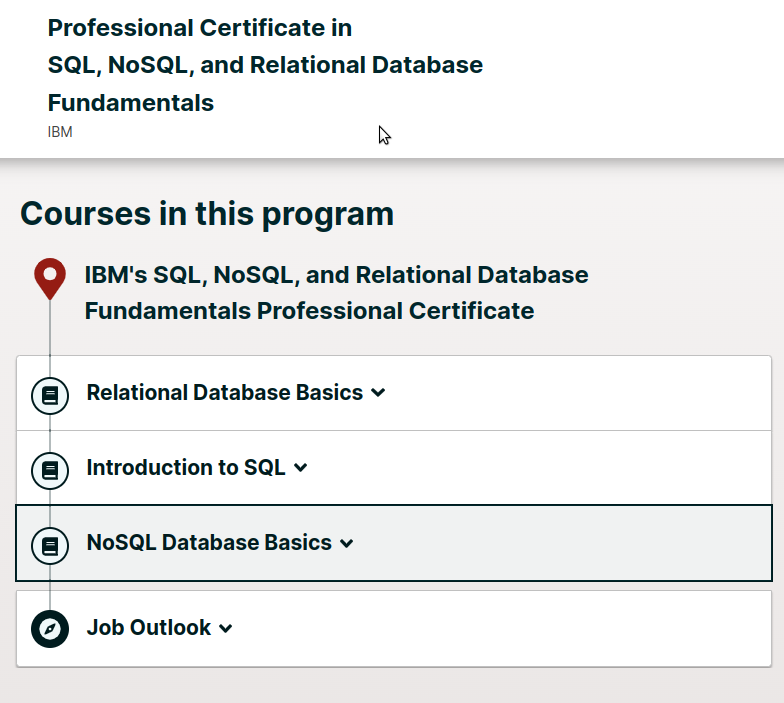 Professional Certificate in
SQL, NoSQL, and Relational Database
Fundamentals
IBM
Courses in this program
IBM's SQL, NoSQL, and Relational Database
Fundamentals Professional Certificate
Relational Database Basics
Introduction to SQL
NoSQL Database Basics
Job Outlook